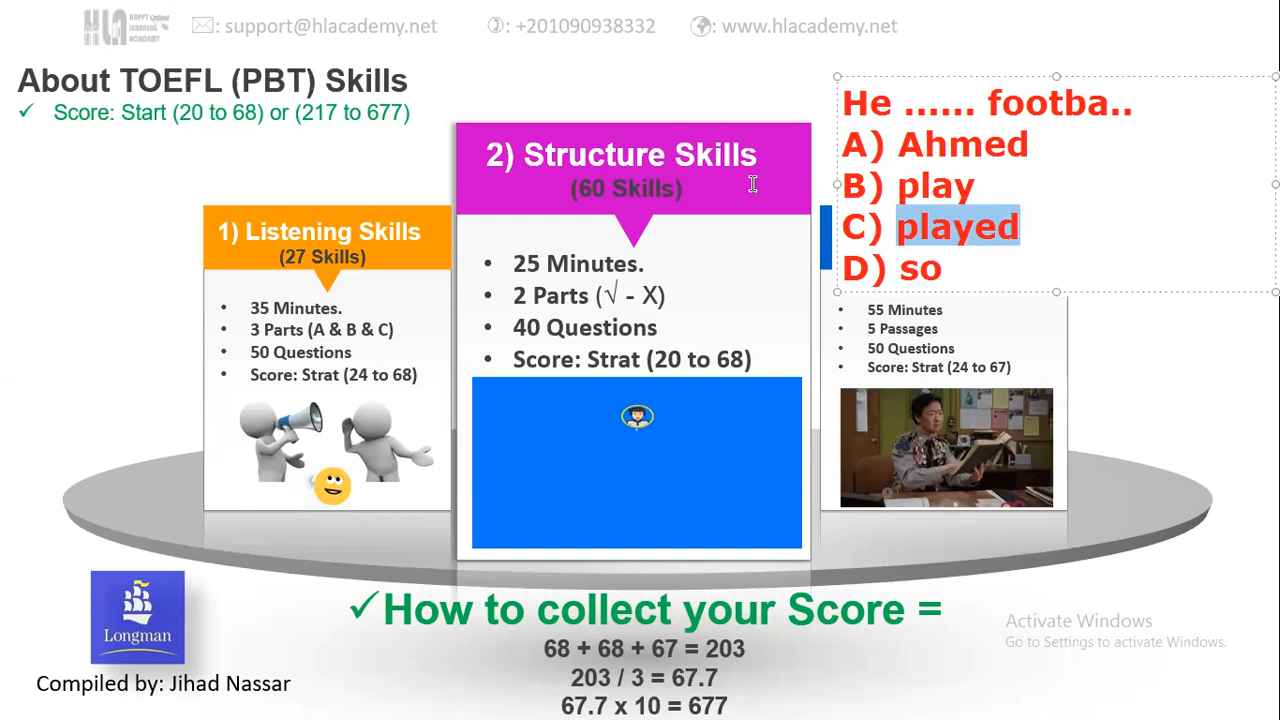 HLA HAPPY Online LEARNING ACADEMY
: support@hlacademy.net
: +201090938332
: www.hlacademy.net
About TOEFL (PBT) Skills
✓ Score: Start (20 to 68) or (217 to 677)
He ...... footba..
A) Ahmed
B) play
C) played
D) so
1) Listening Skills
(27 Skills)
• 35 Minutes.
• 3 Parts (A & B & C)
• 50 Questions
• Score: Strat (24 to 68)
2) Structure Skills
(60 Skills)
• 25 Minutes.
• 2 Parts (√ - X)
• 40 Questions
• Score: Strat (20 to 68)
• 55 Minutes
• 5 Passages
• 50 Questions
• Score: Strat (24 to 67)
✓How to collect your Score =
68 + 68 + 67 = 203
203 / 3 = 67.7
67.7 x 10 = 677
Longman
Compiled by: Jihad Nassar
Activate Windows
Go to Settings to activate Windows.